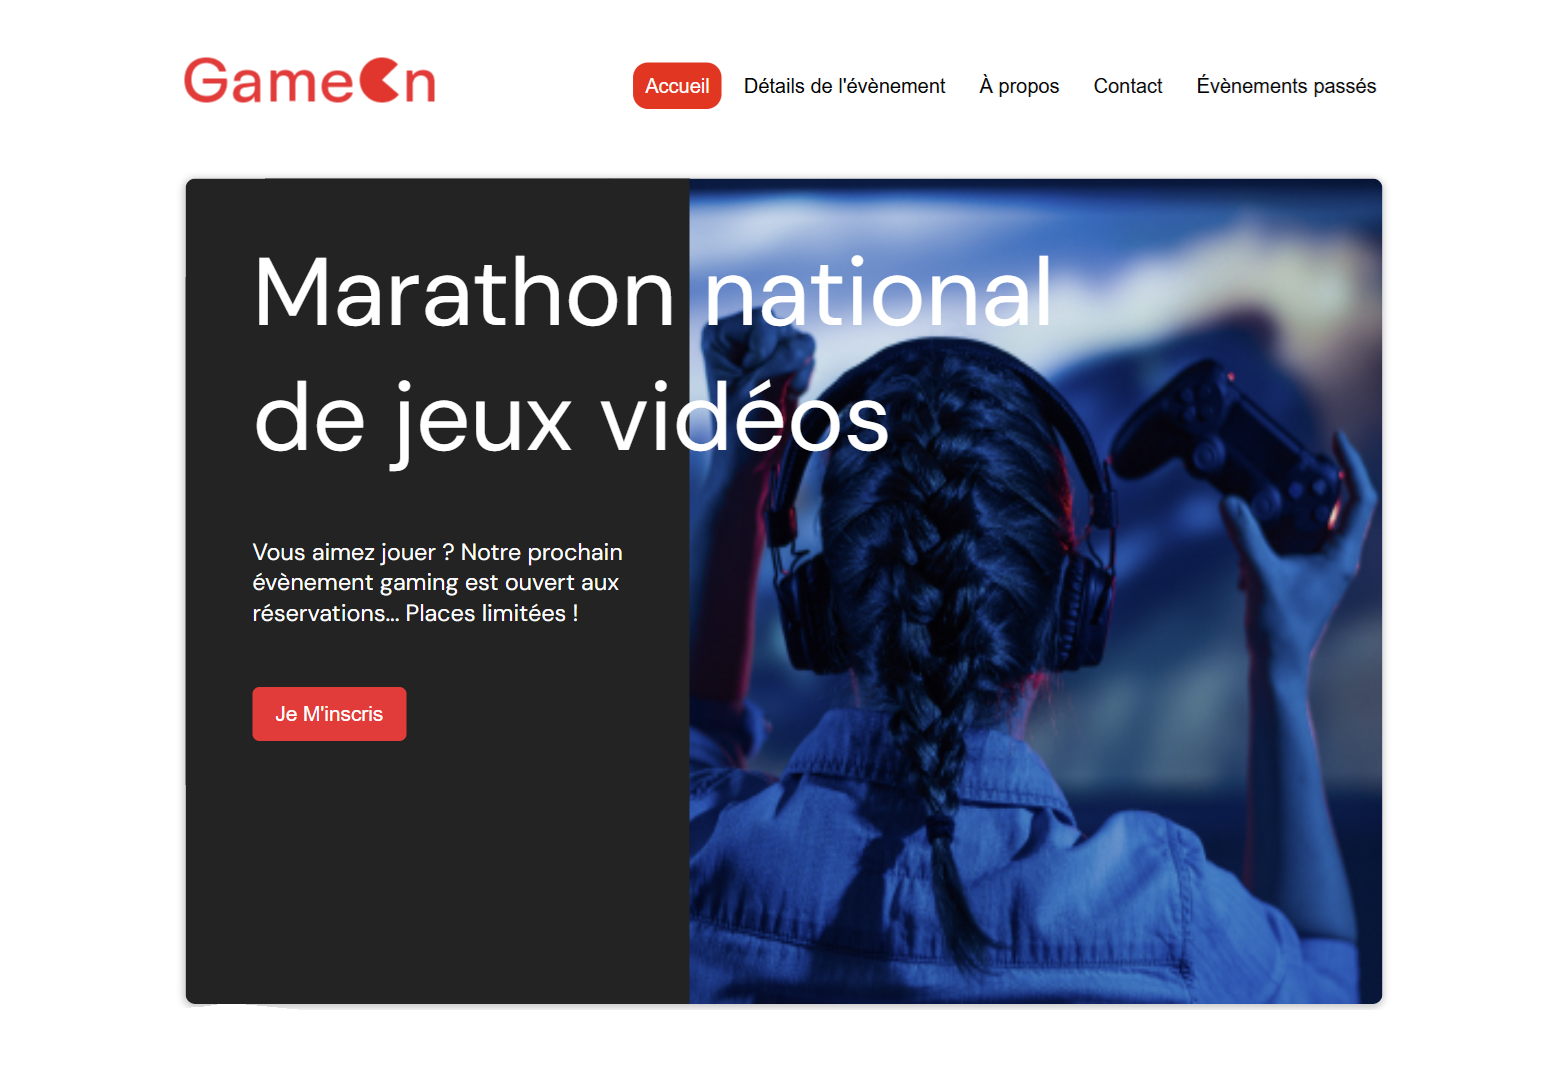 GameOn
Accueil
Détails de l'évènement
À propos
Contact
Évènements passés
Marathon national
de jeux vidéos
Vous aimez jouer ? Notre prochain
évènement gaming est ouvert aux
réservations... Places limitées !
Je M'inscris